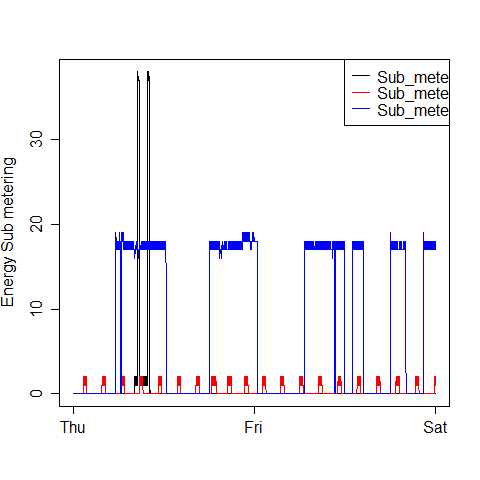 Sub_mete
Sub_mete
Sub_mete
Energy Sub metering
30
20
10
0
Thu Fri Sat